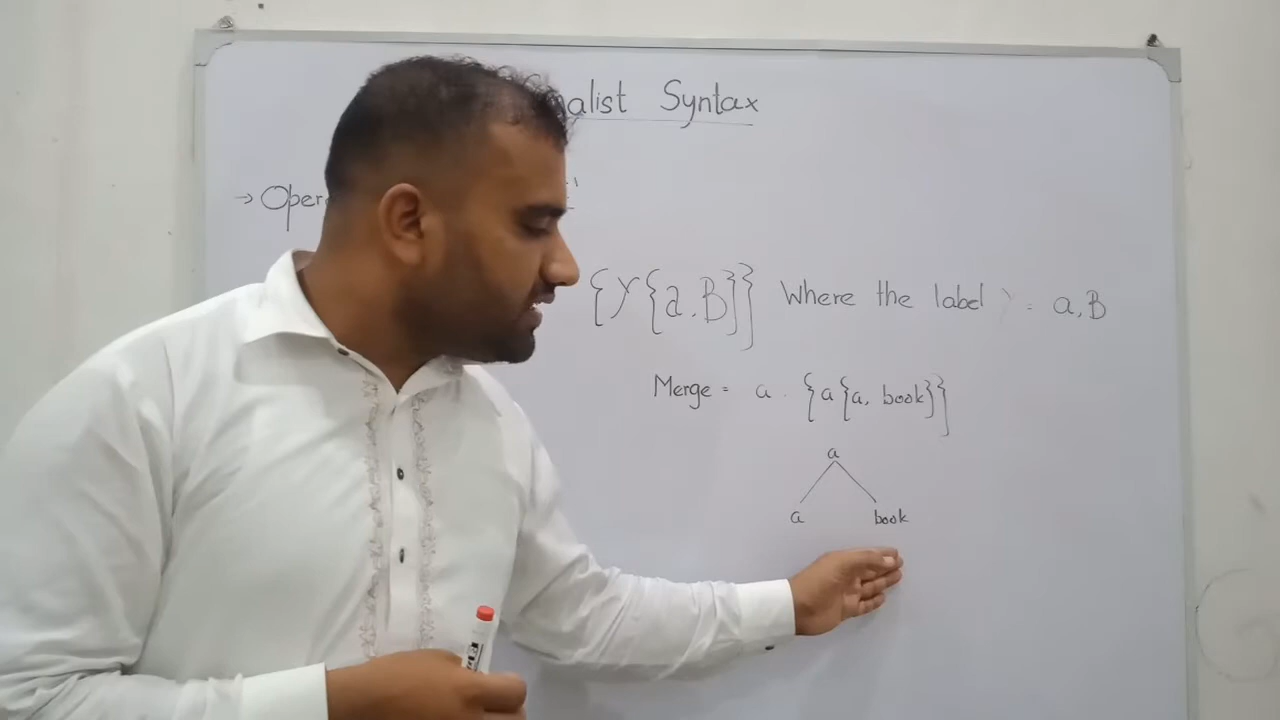 alist Syntax
→ Oper
{Y{a,B}} Where the label Y = a,B
Merge = a. {a{a, book}}
a
a book